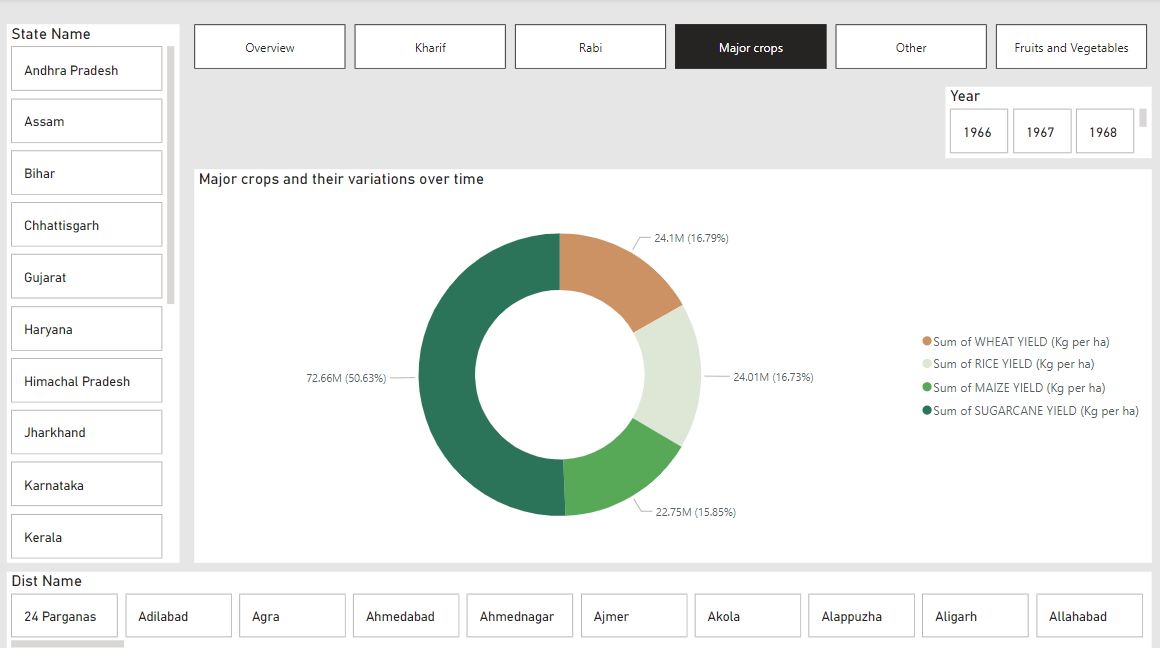 State Name
Andhra Pradesh
Assam
Bihar
Chhattisgarh
Gujarat
Haryana
Himachal Pradesh
Jharkhand
Karnataka
Kerala
Overview
Kharif
Rabi
Major crops
Other
Fruits and Vegetables
Year
1966
1967
1968
Major crops and their variations over time
24.1M (16.79%)
24.01M (16.73%)
22.75M (15.85%)
72.66M (50.63%)
Sum of WHEAT YIELD (Kg per ha)
Sum of RICE YIELD (Kg per ha)
Sum of MAIZE YIELD (Kg per ha)
Sum of SUGARCANE YIELD (Kg per ha)
Dist Name
24 Parganas
Adilabad
Agra
Ahmedabad
Ahmednagar
Ajmer
Akola
Alappuzha
Aligarh
Allahabad